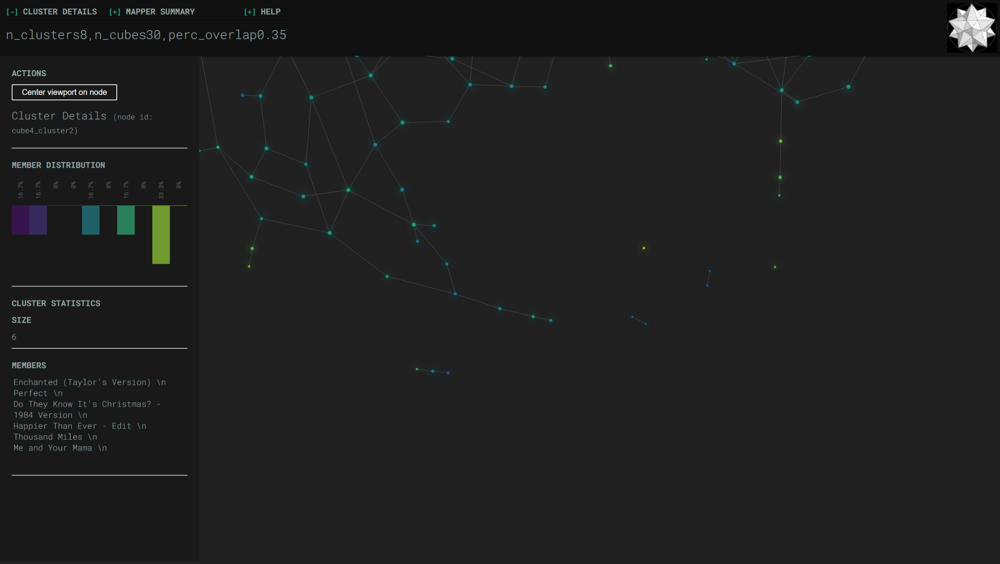 [-] CLUSTER DETAILS [+] MAPPER SUMMARY [+] HELP
n_clusters8,n_cubes30,perc_overlap0.35
ACTIONS
Center viewport on node
Cluster Details (node id:
cube4_cluster2)
MEMBER DISTRIBUTION
16.7% 16.7% 0% 0% 16.7% 0% 16.7% 0% 33.3% 0%
CLUSTER STATISTICS
SIZE
6
MEMBERS
Enchanted (Taylor's Version) \n
Perfect \n
Do They Know It's Christmas? -
1984 Version \n
Happier Than Ever - Edit \n
Thousand Miles \n
Me and Your Mama \n